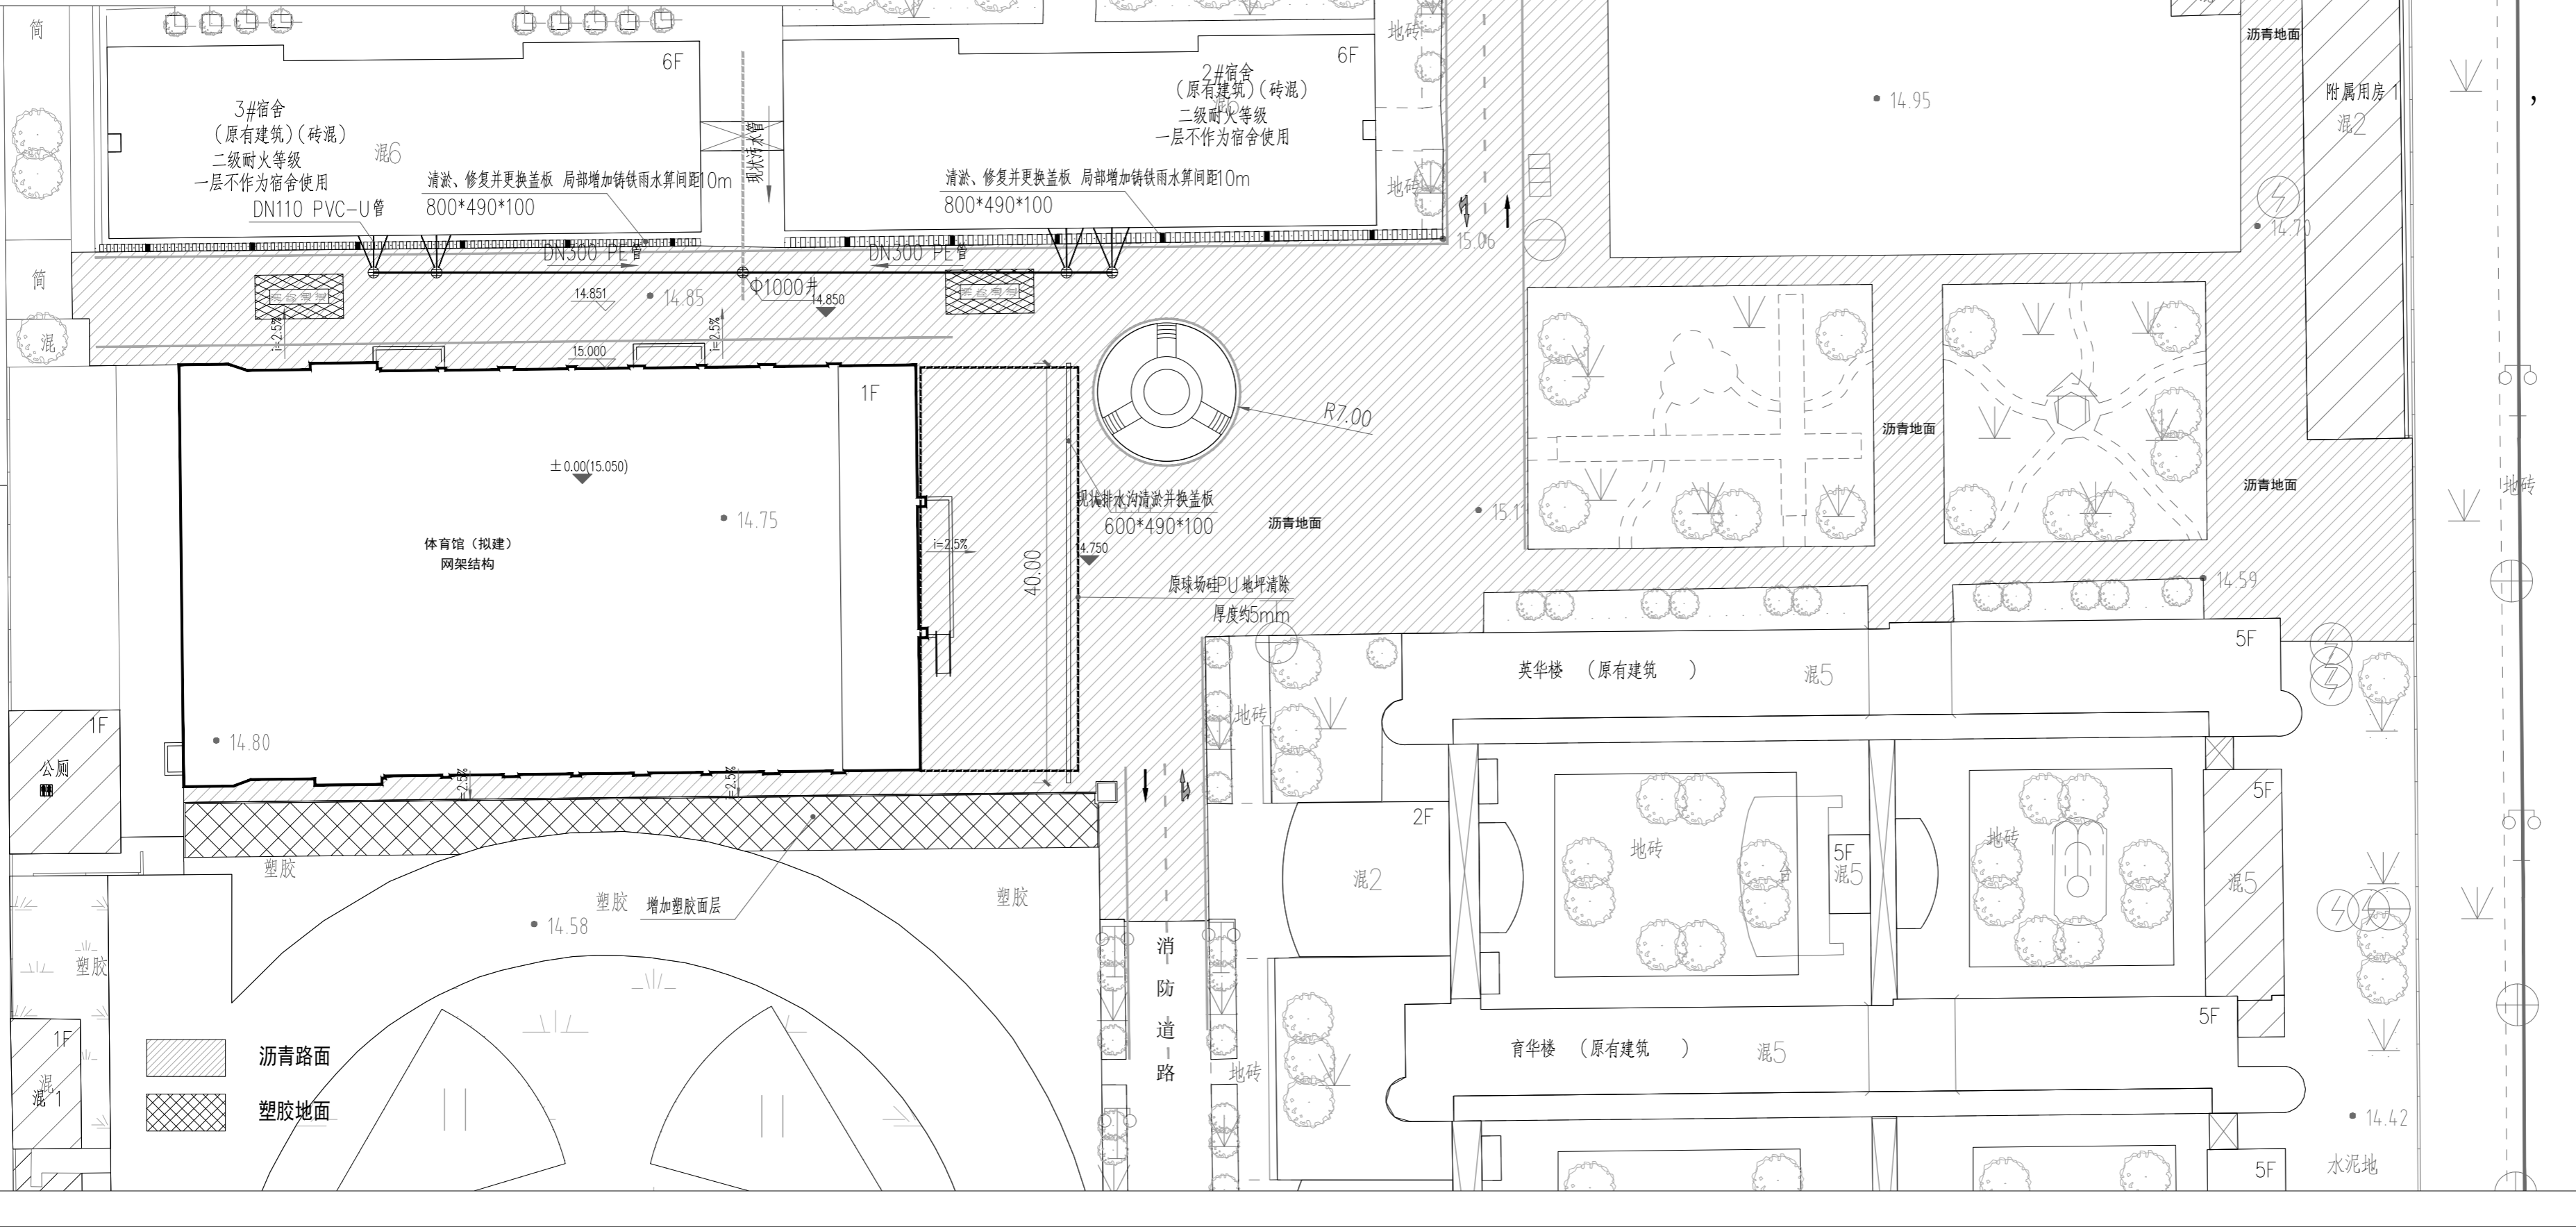 简
6F
6F
沥青地面
地砖
3#宿舍
（原有建筑）（砖混）
二级耐火等级
一层不作为宿舍使用
混6
2#宿舍
（原有建筑）（砖混）
二级耐火等级
一层不作为宿舍使用
14.95
附属用房 1
混2
,
现状污水管
清淤、修复并更换盖板 局部增加铸铁雨水箅间距10m
800*490*100
DN110 PVC-U管
清淤、修复并更换盖板 局部增加铸铁雨水箅间距10m
800*490*100
地砖
15.06
14.70
DN300 PE管
DN300 PE管
简
14.851
14.85
Φ1000井
14.850
i=2.5%
i=2.5%
混
15.000
1F
R7.00
沥青地面
±0.00(15.050)
14.75
现状排水沟清淤并换盖板
600*490*100
沥青地面
15.11
沥青地面
地砖
体育馆（拟建）
网架结构
i=2.5%
14.750
40.00
原球场硅PU地坪清除
厚度约5mm
14.59
5F
英华楼 （原有建筑 ）
混5
地砖
1F
公厕
14.80
i=2.5%
i=2.5%
2F
混2
地砖
台
5F
混5
地砖
5F
混5
塑胶
塑胶
塑胶
增加塑胶面层
14.58
塑胶
消
防
道
路
1F
混
混 1
沥青路面
塑胶地面
地砖
育华楼 （原有建筑 ）
混5
5F
14.42
水泥地
5F